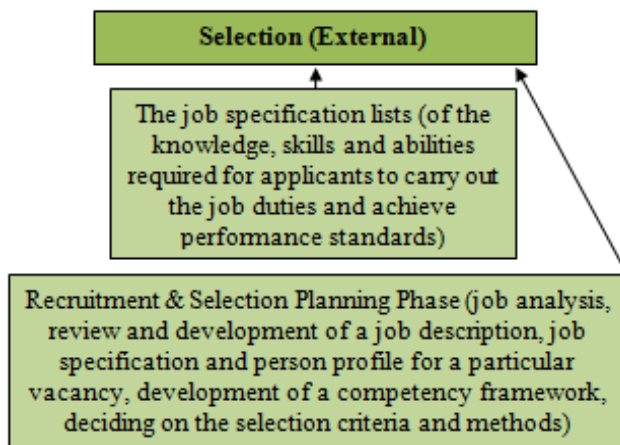 Selection (External)
The job specification lists (of the
knowledge, skills and abilities
required for applicants to carry out
the job duties and achieve
performance standards)
Recruitment & Selection Planning Phase (job analysis,
review and development of a job description, job
specification and person profile for a particular
vacancy, development of a competency framework,
deciding on the selection criteria and methods)